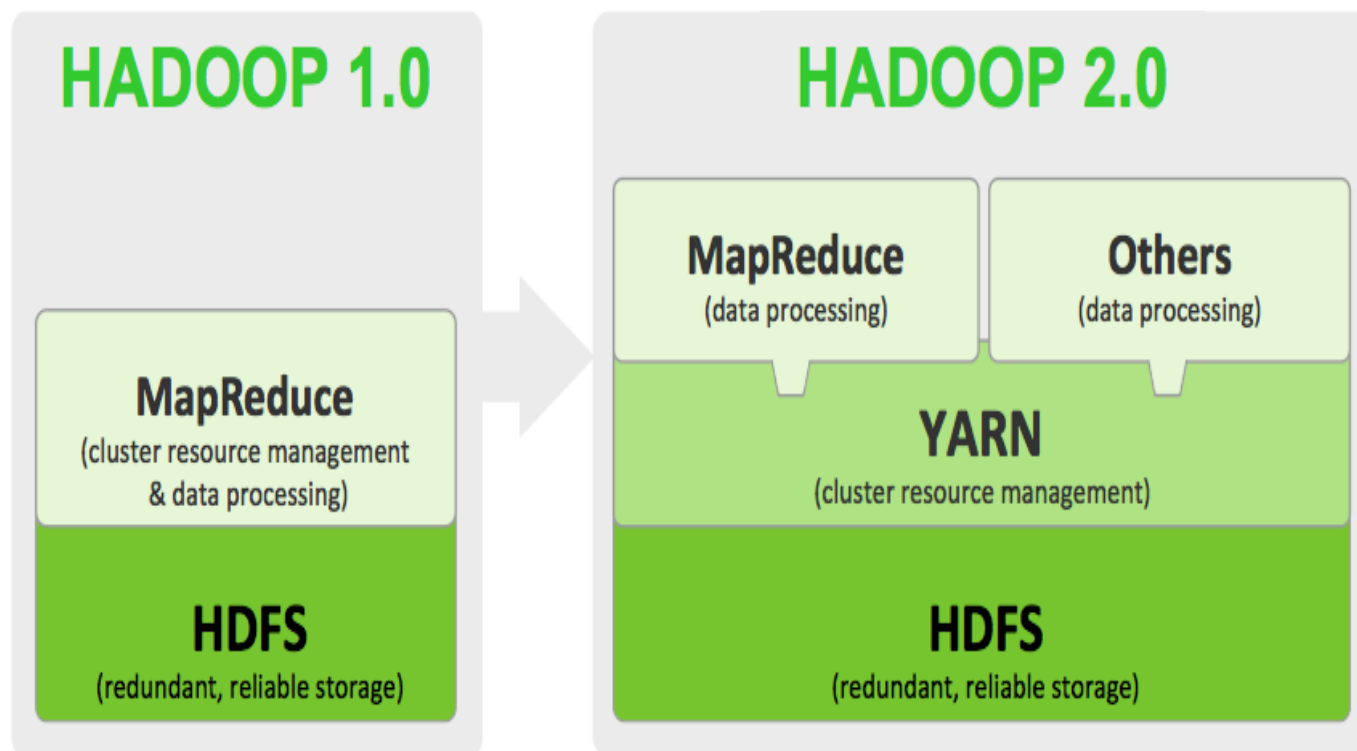 HADOOP 1.0
MapReduce
(cluster resource management
& data processing)
HDFS
(redundant, reliable storage)
HADOOP 2.0
MapReduce
(data processing)
Others
(data processing)
YARN
(cluster resource management)
HDFS
(redundant, reliable storage)